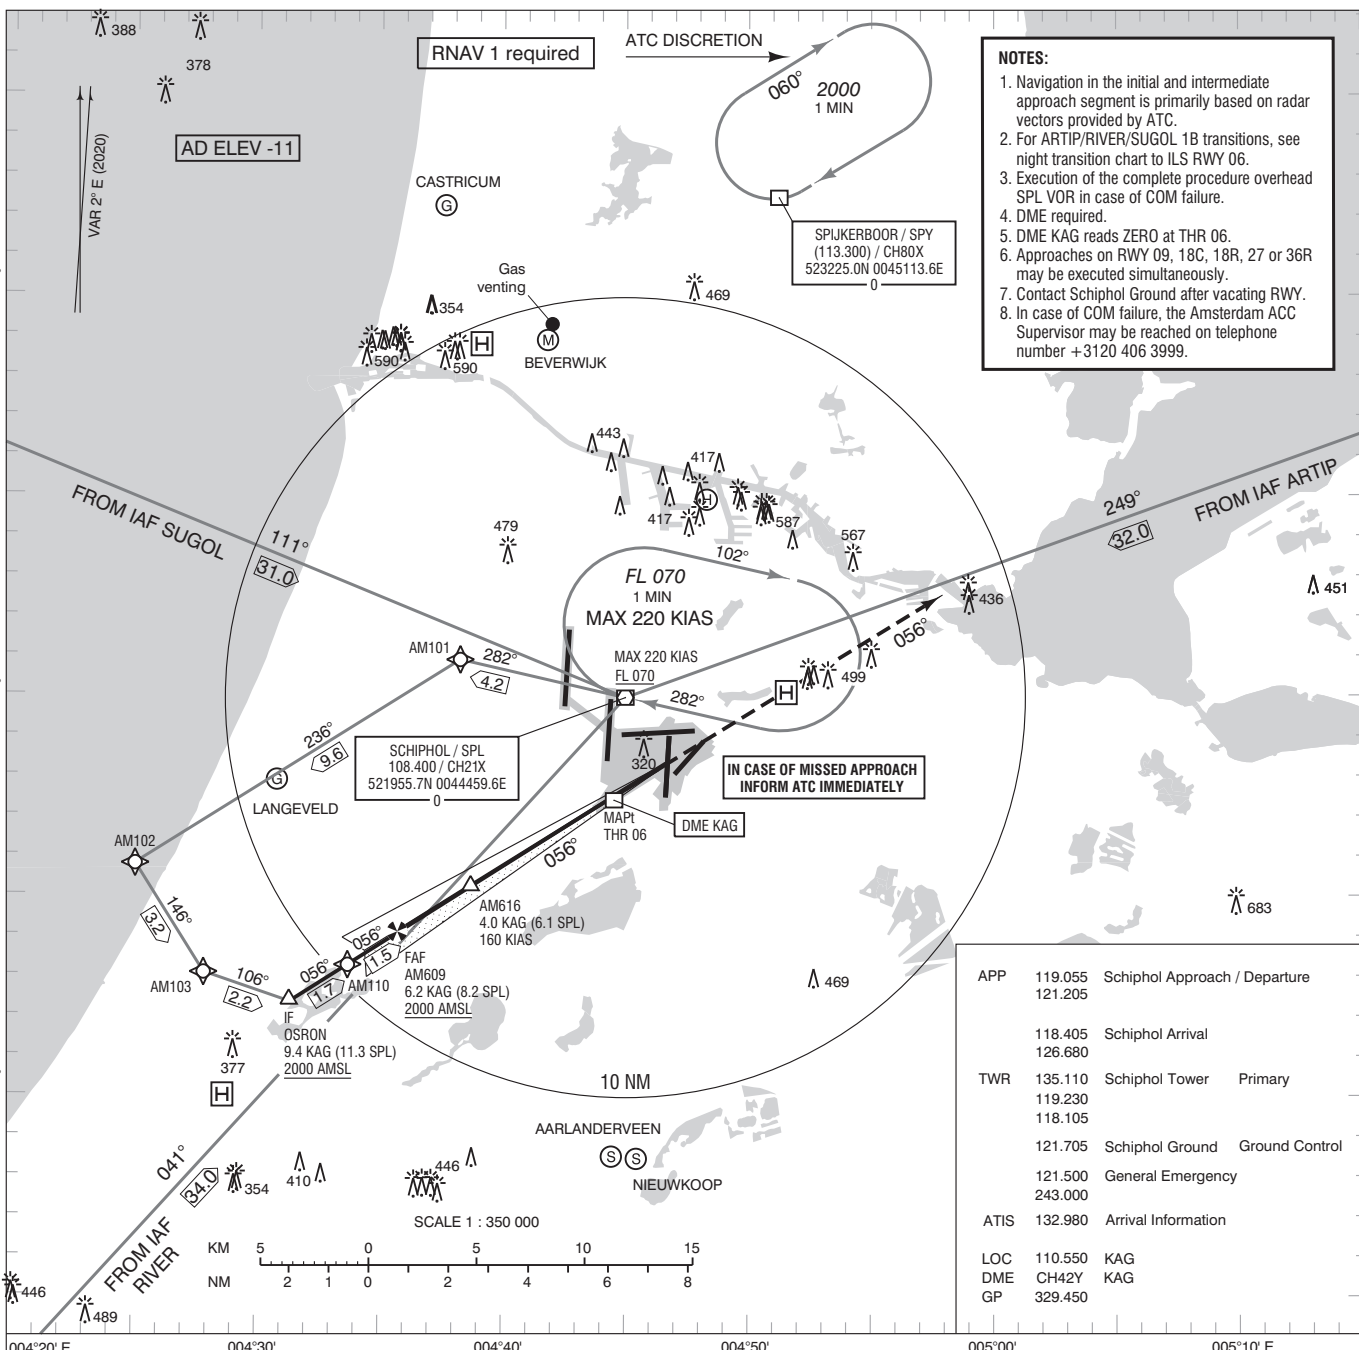 388
378
RNAV 1 required
ATC DISCRETION
060°
2000
1 MIN
AD ELEV -11
VAR 2° E (2020)
CASTRICUM
G
SPIJKERBOOR / SPY
(113.300) / CH80X
523225.0N 0045113.6E
0
NOTES:
1. Navigation in the initial and intermediate
approach segment is primarily based on radar
vectors provided by ATC.
2. For ARTIP/RIVER/SUGOL 1B transitions, see
night transition chart to ILS RWY 06.
3. Execution of the complete procedure overhead
SPL VOR in case of COM failure.
4. DME required.
5. DME KAG reads ZERO at THR 06.
6. Approaches on RWY 09, 18C, 18R, 27 or 36R
may be executed simultaneously.
7. Contact Schiphol Ground after vacating RWY.
8. In case of COM failure, the Amsterdam ACC
Supervisor may be reached on telephone
number +3120 406 3999.
Gas
venting
469
354
M
H
590
590
BEVERWIJK
443
417
H
417
587
479
567
FROM IAF SUGOL
111°
31.0
249°
32.0
FROM IAF ARTIP
102°
FL 070
1 MIN
MAX 220 KIAS
436
451
056°
AM101
282°
4.2
MAX 220 KIAS
FL 070
282°
499
H
236°
9.6
SCHIPHOL / SPL
108.400 / CH21X
521955.7N 0044459.6E
0
320
IN CASE OF MISSED APPROACH
INFORM ATC IMMEDIATELY
G
LANGEVELD
MAPt
THR 06
DME KAG
AM102
056°
146°
3.2
AM616
4.0 KAG (6.1 SPL)
160 KIAS
683
056°
1.5
FAF
AM609
6.2 KAG (8.2 SPL)
2000 AMSL
AM103
106°
2.2
056°
1.7
AM110
469
IF
OSRON
9.4 KAG (11.3 SPL)
2000 AMSL
377
H
10 NM
AARLANDERVEEN
S
S
NIEUWKOOP
041°
34.0
354
410
446
FROM IAF
RIVER
446
489
SCALE 1 : 350 000
KM 5 0 5 10 15
NM 2 1 0 2 4 6 8
APP 119.055 Schiphol Approach / Departure
121.205
118.405 Schiphol Arrival
126.680
TWR 135.110 Schiphol Tower Primary
119.230
118.105
121.705 Schiphol Ground Ground Control
121.500 General Emergency
243.000
ATIS 132.980 Arrival Information
LOC 110.550 KAG
DME CH42Y KAG
GP 329.450
004°20' E 004°30' 004°40' 004°50' 005°00' 005°10' E